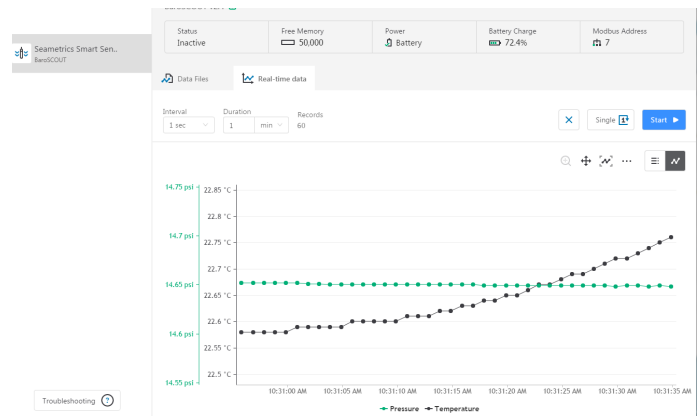 Status
Inactive
Free Memory
50,000
Power
Battery
Battery Charge
72.4%
Modbus Address
7
Seametrics Smart Sen..
BaroSCOUT
Data Files
Real-time data
Interval
1 sec
Duration
1 min
Records
60
Single
Start
14.75 psi
14.7 psi
14.65 psi
14.6 psi
14.55 psi
22.85 °C
22.8 °C
22.75 °C
22.7 °C
22.65 °C
22.6 °C
22.55 °C
22.5 °C
10:31:00 AM 10:31:05 AM 10:31:10 AM 10:31:15 AM 10:31:20 AM 10:31:25 AM 10:31:30 AM 10:31:35 AM
Pressure Temperature
Troubleshooting ?